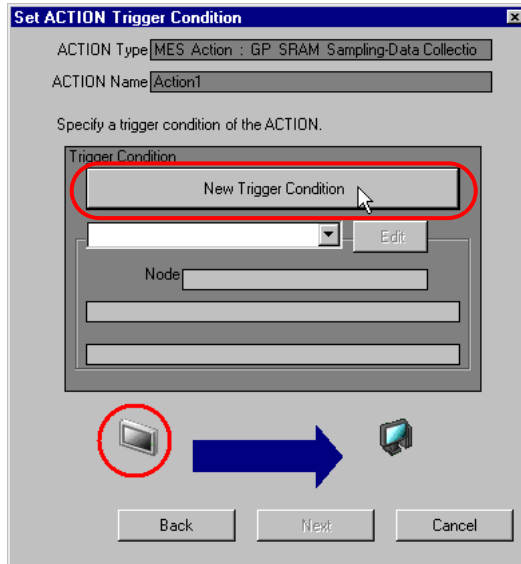 Set ACTION Trigger Condition
ACTION Type MES Action : GP SRAM Sampling-Data Collectio
ACTION Name Action1
Specify a trigger condition of the ACTION.
Trigger Condition
New Trigger Condition
Edit
Node
Back Next Cancel